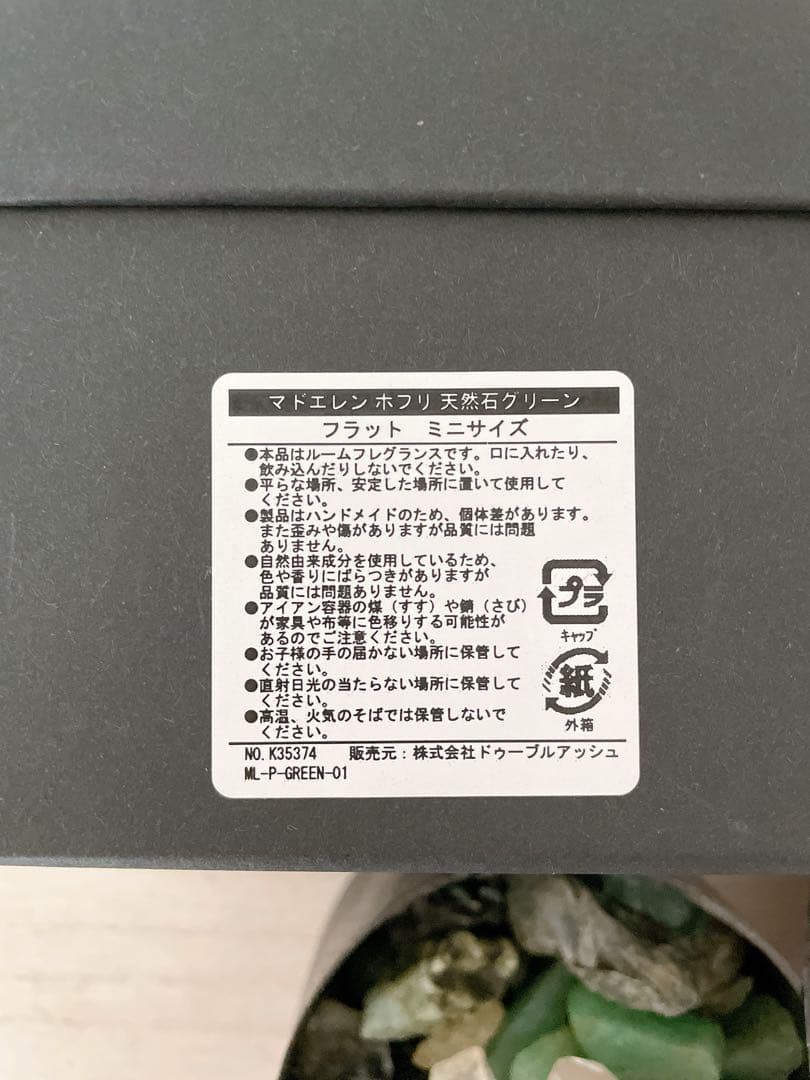 マドエレン ホフリ 天然石グリーン
フラット ミニサイズ
●本品はルームフレグランスです。口に入れたり、
飲み込んだりしないでください。
●平らな場所、安定した場所に置いて使用して
ください。
●製品はハンドメイドのため、個体差があります。
また歪みや傷がありますが品質には問題
ありません。
●自然由来成分を使用しているため、
色や香りにばらつきがありますが
品質には問題ありません。
●アイアン容器の煤（すす）や錆（さび）
が家具や布等に色移りする可能性が
あるのでご注意ください。
●お子様の手の届かない場所に保管して
ください。
●直射日光の当たらない場所に保管して
ください。
●高温、火気のそばでは保管しないで
ください。
プラ
ｷｬｯﾌﾟ
紙
外箱
NO.K35374 販売元：株式会社ドゥーブルアッシュ
ML-P-GREEN-01